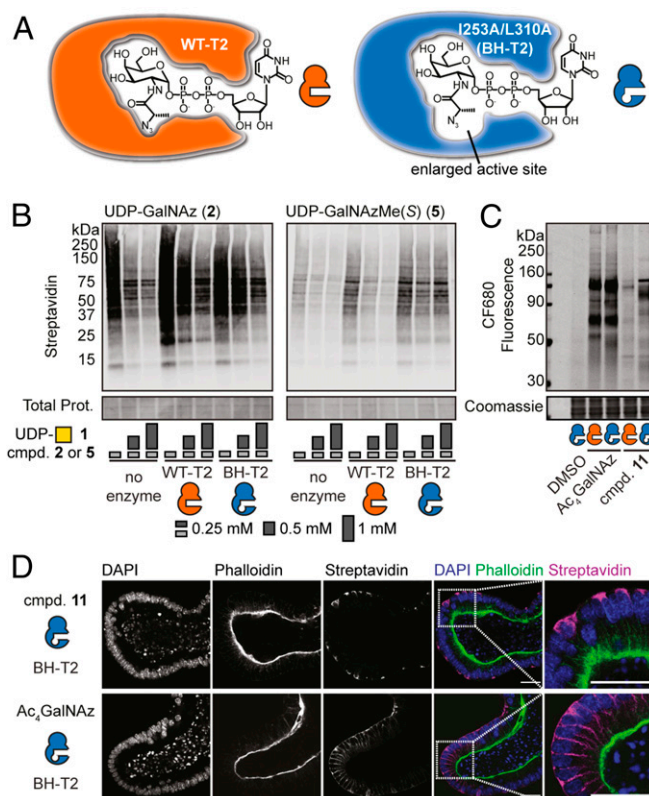 A
WT-T2
I253A/L310A
(BH-T2)
enlarged active site
B
UDP-GalNAz (2)
UDP-GalNAzMe(S) (5)
kDa
250
150
75
50
37
25
15
Streptavidin
Total Prot.
UDP- 1
cmpd. 2 or 5
no
enzyme
WT-T2
BH-T2
no
enzyme
WT-T2
BH-T2
0.25 mM
0.5 mM
1 mM
C
kDa
260
160
90
50
30
CF680
Fluorescence
Coomassie
DMSO
Ac4GalNAz
cmpd. 11
D
DAPI
Phalloidin
Streptavidin
DAPI Phalloidin Streptavidin
cmpd. 11
BH-T2
Ac4GalNAz
BH-T2